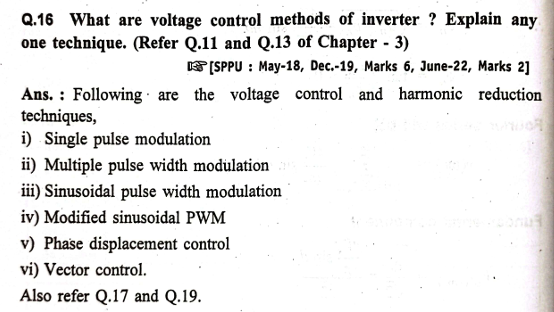 Q.16 What are voltage control methods of inverter ? Explain any
one technique. (Refer Q.11 and Q.13 of Chapter - 3)
☞ [SPPU : May-18, Dec.-19, Marks 6, June-22, Marks 2]
Ans. : Following are the voltage control and harmonic reduction
techniques,
i) Single pulse modulation
ii) Multiple pulse width modulation
iii) Sinusoidal pulse width modulation
iv) Modified sinusoidal PWM
v) Phase displacement control
vi) Vector control.
Also refer Q.17 and Q.19.